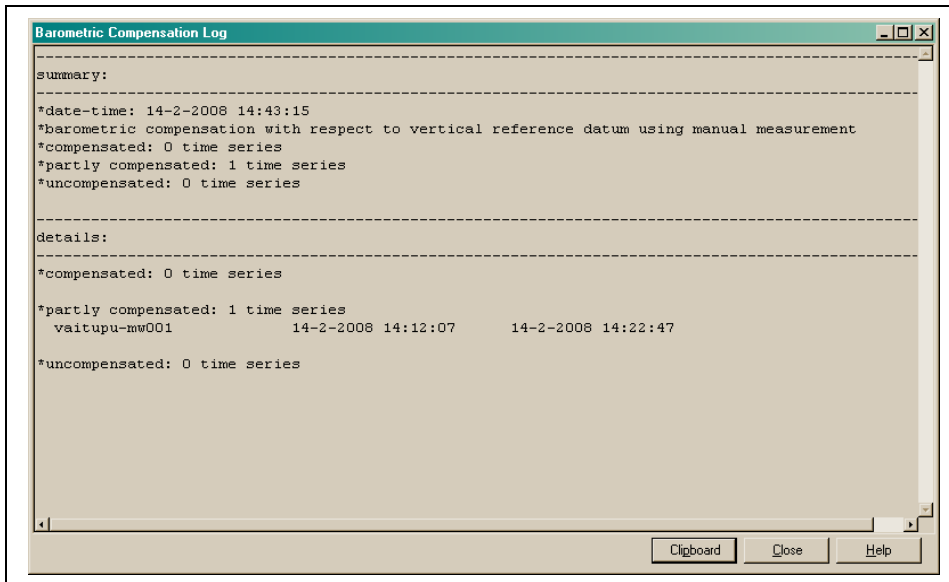 Barometric Compensation Log
--------------------------------------------------------------------------------
summary:
--------------------------------------------------------------------------------
*date-time: 14-2-2008 14:43:15
*barometric compensation with respect to vertical reference datum using manual measurement
*compensated: 0 time series
*partly compensated: 1 time series
*uncompensated: 0 time series
--------------------------------------------------------------------------------
details:
--------------------------------------------------------------------------------
*compensated: 0 time series
*partly compensated: 1 time series
vaitupu-mw001 14-2-2008 14:12:07 14-2-2008 14:22:47
*uncompensated: 0 time series
Clipboard Close Help